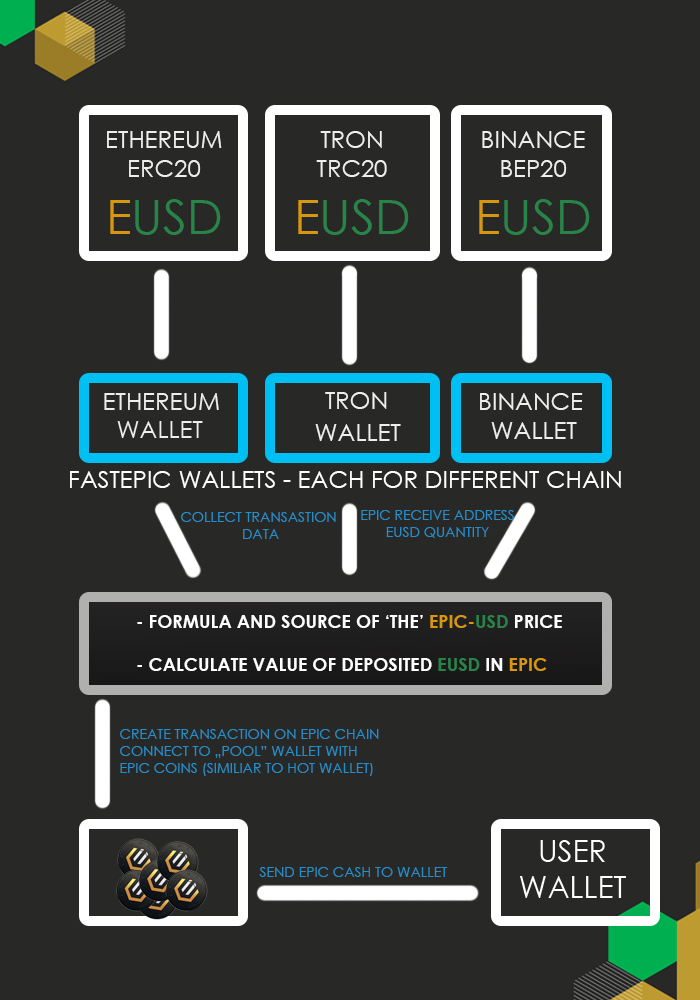 ETHEREUM
ERC20
EUSD
TRON
TRC20
EUSD
BINANCE
BEP20
EUSD
ETHEREUM
WALLET
TRON
WALLET
BINANCE
WALLET
FASTEPIC WALLETS - EACH FOR DIFFERENT CHAIN
COLLECT TRANSASTION
DATA
EPIC RECEIVE ADDRESS
EUSD QUANTITY
- FORMULA AND SOURCE OF ‘THE’ EPIC-USD PRICE
- CALCULATE VALUE OF DEPOSITED EUSD IN EPIC
CREATE TRANSACTION ON EPIC CHAIN
CONNECT TO „POOL” WALLET WITH
EPIC COINS (SIMILIAR TO HOT WALLET)
SEND EPIC CASH TO WALLET
USER
WALLET